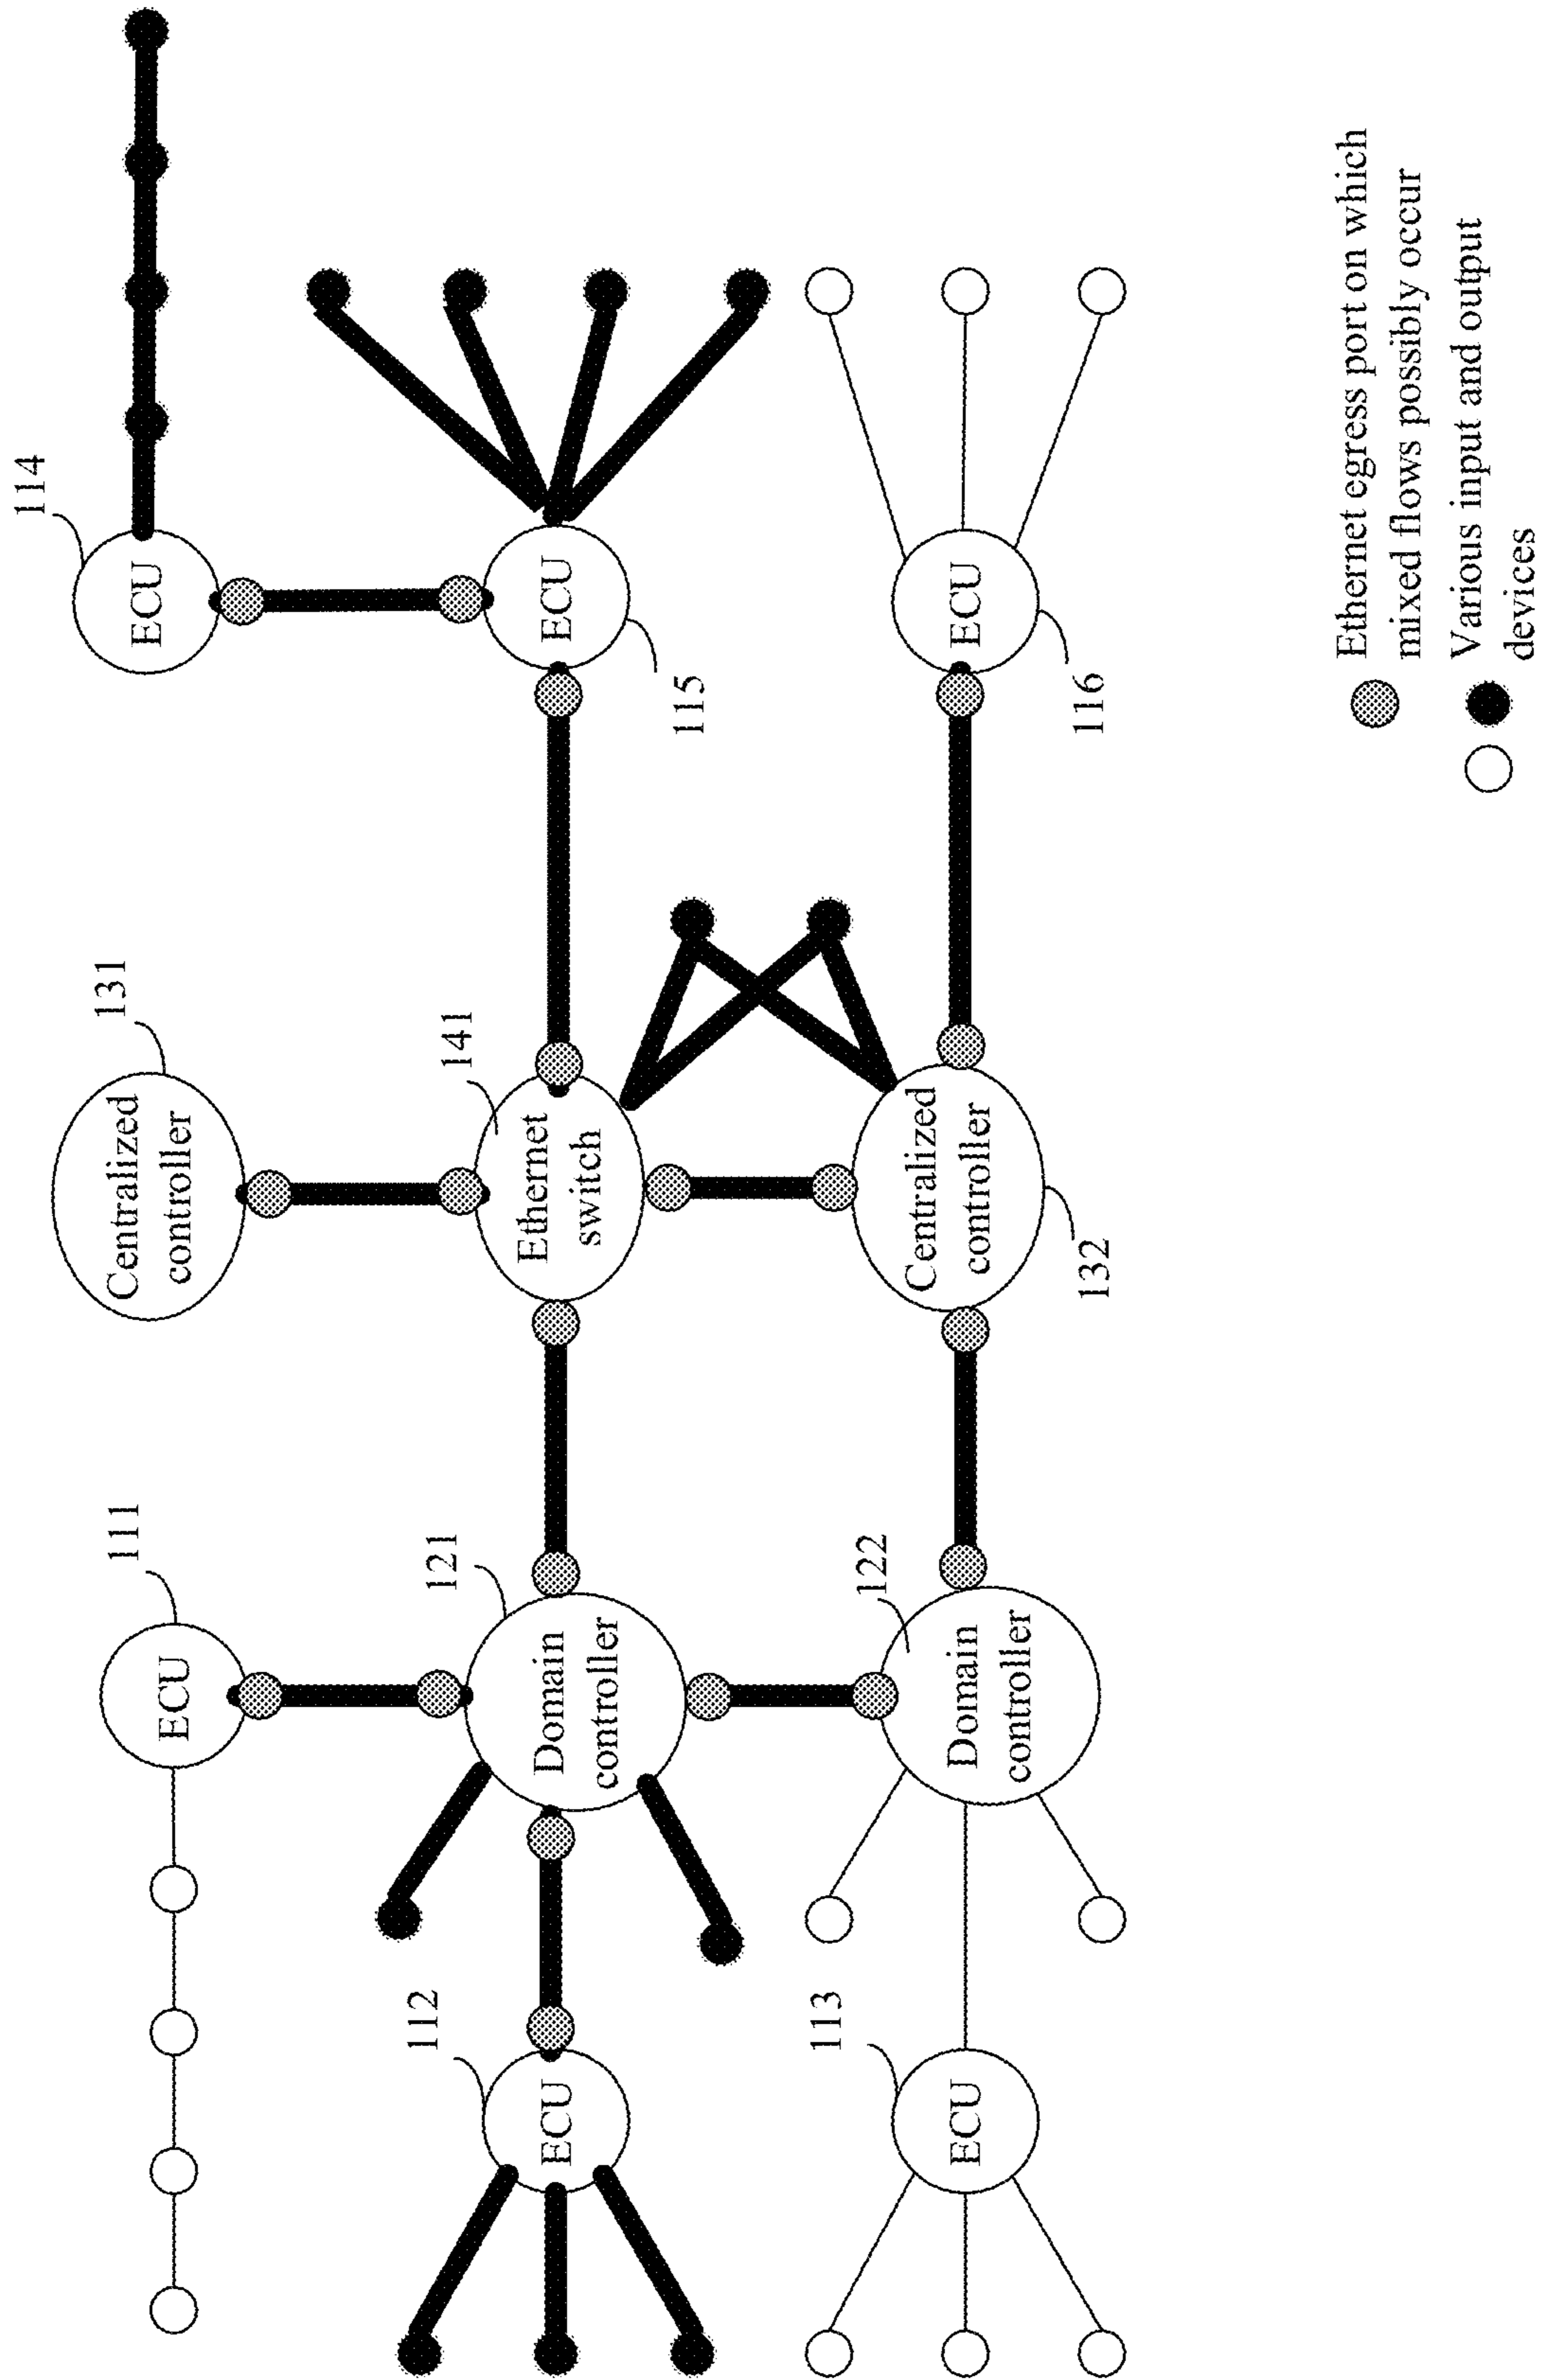 111
ECU
131
Centralized
controller
114
ECU
112
ECU
121
Domain
controller
141
Ethernet
switch
ECU
115
113
ECU
122
Domain
controller
Centralized
controller
132
ECU
116
Ethernet egress port on which
mixed flows possibly occur
Various input and output
devices